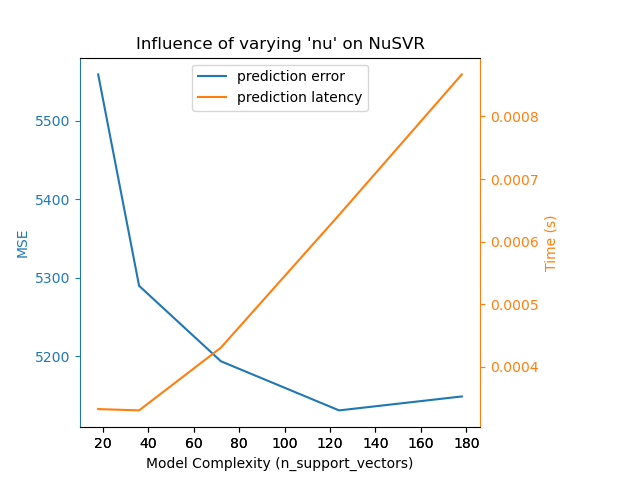 Influence of varying 'nu' on NuSVR
prediction error
prediction latency
5500
5400
5300
5200
MSE
0.0008
0.0007
0.0006
0.0005
0.0004
Time (s)
20 40 60 80 100 120 140 160 180
Model Complexity (n_support_vectors)